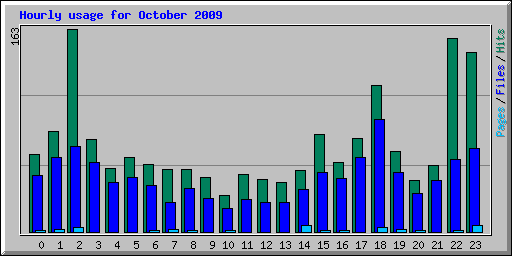 Hourly usage for October 2009
163
Pages / Files / Hits
0 1 2 3 4 5 6 7 8 9 10 11 12 13 14 15 16 17 18 19 20 21 22 23